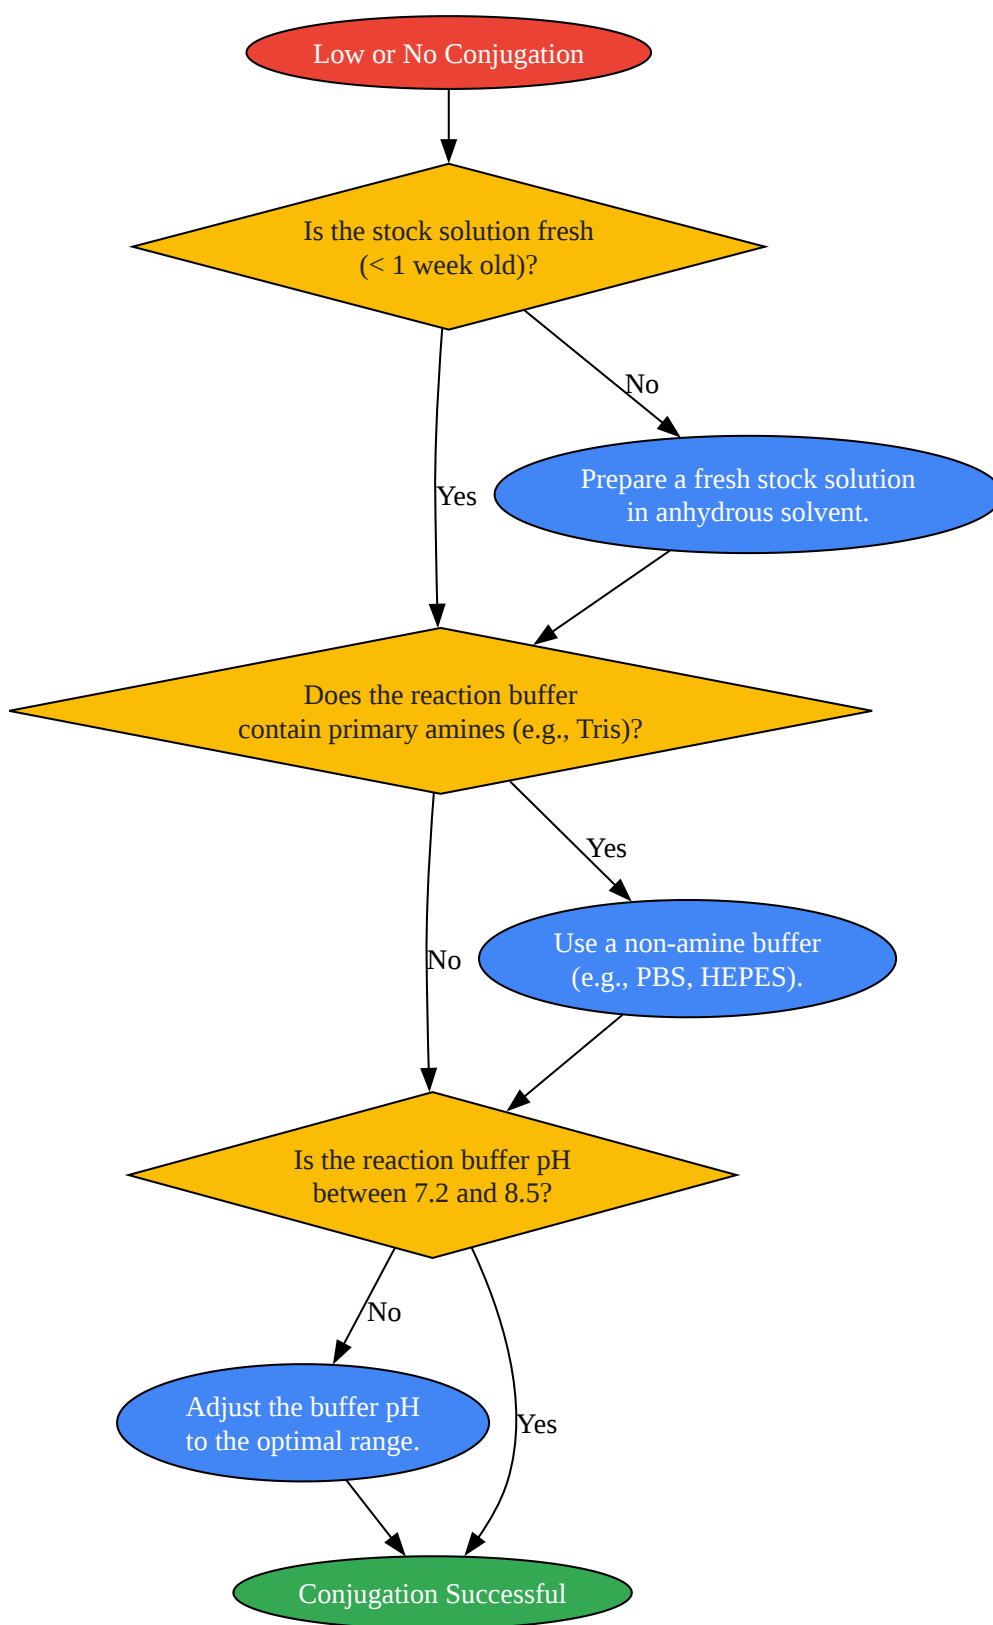 Low or No Conjugation
Is the stock solution fresh
(< 1 week old)?
No
Prepare a fresh stock solution
in anhydrous solvent.
Yes
Does the reaction buffer
contain primary amines (e.g., Tris)?
Yes
Use a non-amine buffer
(e.g., PBS, HEPES).
No
Is the reaction buffer pH
between 7.2 and 8.5?
No
Adjust the buffer pH
to the optimal range.
Yes
Conjugation Successful